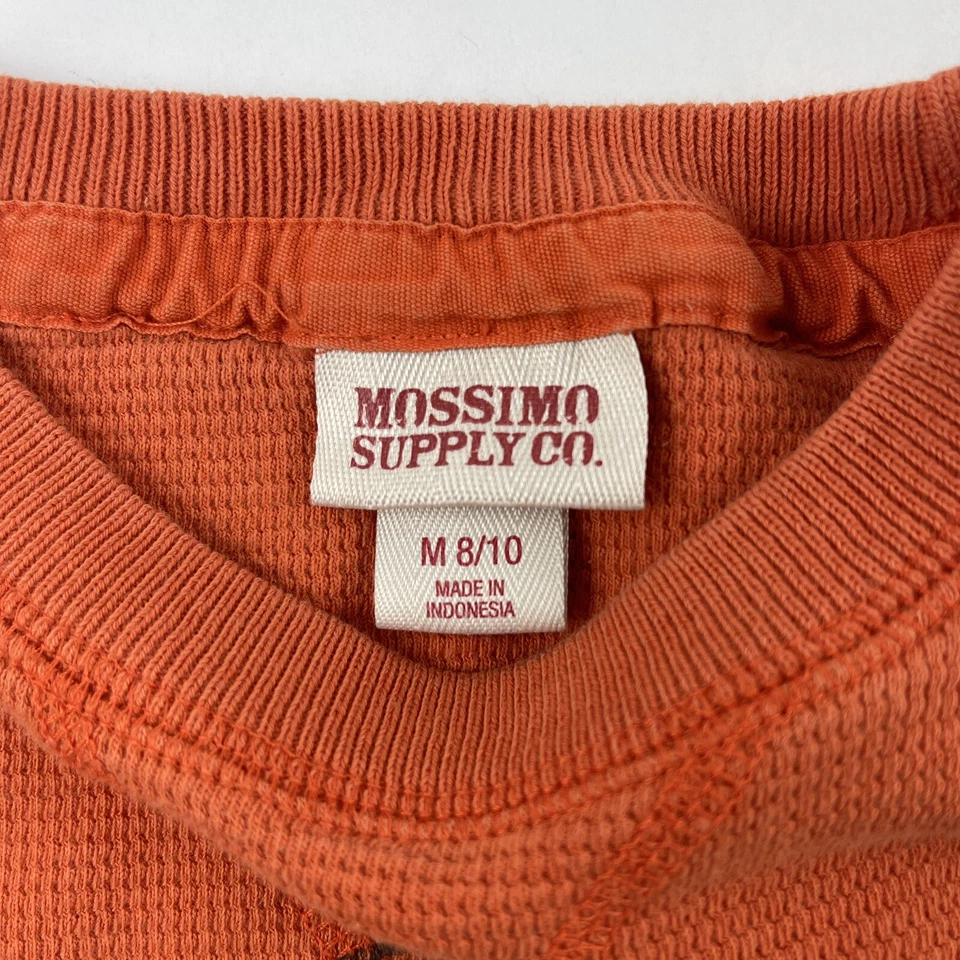 MOSSIMO
SUPPLY CO.
M 8/10
MADE IN
INDONESIA